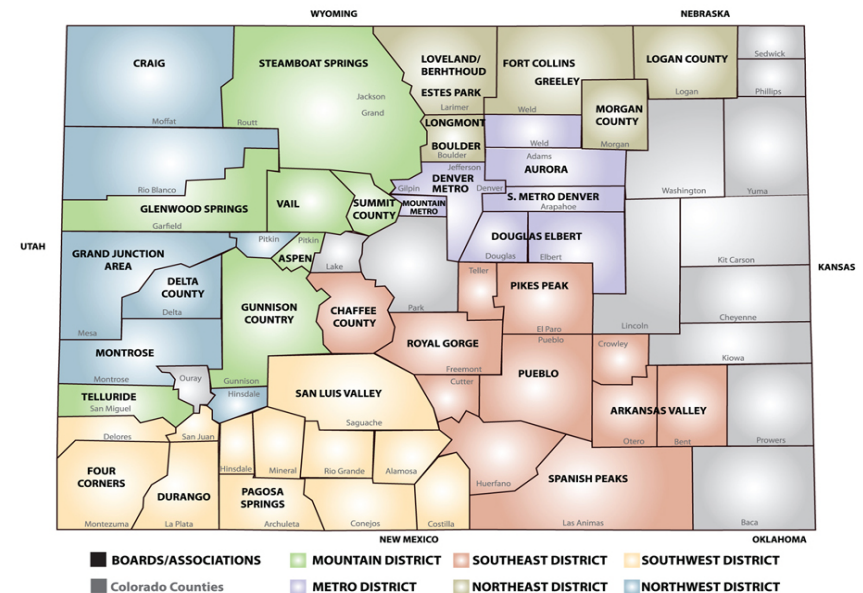 WYOMING
NEBRASKA
CRAIG
STEAMBOAT SPRINGS
LOVELAND/
BERHTHOUD
FORT COLLINS
GREELEY
LOGAN COUNTY
Sedwick
ESTES PARK
Jackson
Grand
Larimer
Weld
Logan
Phillips
MORGAN
COUNTY
Moffat
Routt
LONGMONT
BOULDER
Boulder
Weld
Morgan
Jefferson
Adams
AURORA
DENVER
METRO
Gilpin
Denver
Rio Blanco
Washington
Yuma
GLENWOOD SPRINGS
VAIL
SUMMIT
COUNTY
MOUNTAIN
METRO
S. METRO DENVER
Arapahoe
Garfield
UTAH
GRAND JUNCTION
AREA
Pitkin
Pitkin
ASPEN
Lake
DOUGLAS ELBERT
Douglas
Elbert
Kit Carson
KANSAS
DELTA
COUNTY
Delta
Mesa
GUNNISON
COUNTRY
CHAFFEE
COUNTY
Park
Teller
PIKES PEAK
El Paro
Lincoln
Cheyenne
MONTROSE
Montrose
ROYAL GORGE
Freemont
Pueblo
PUEBLO
Crowley
Kiowa
Ouray
Gunnison
Cutter
TELLURIDE
San Miguel
Hinsdale
SAN LUIS VALLEY
Saguache
ARKANSAS VALLEY
Otero
Bent
Prowers
Delores
San Juan
FOUR
CORNERS
DURANGO
Hinsdale
Mineral
Rio Grande
Alamosa
Huerfano
SPANISH PEAKS
PAGOSA
SPRINGS
Montezuma
La Plata
Archuleta
Conejos
Costilla
Las Animas
Baca
NEW MEXICO
OKLAHOMA
BOARDS/ASSOCIATIONS
MOUNTAIN DISTRICT
SOUTHEAST DISTRICT
SOUTHWEST DISTRICT
Colorado Counties
METRO DISTRICT
NORTHEAST DISTRICT
NORTHWEST DISTRICT